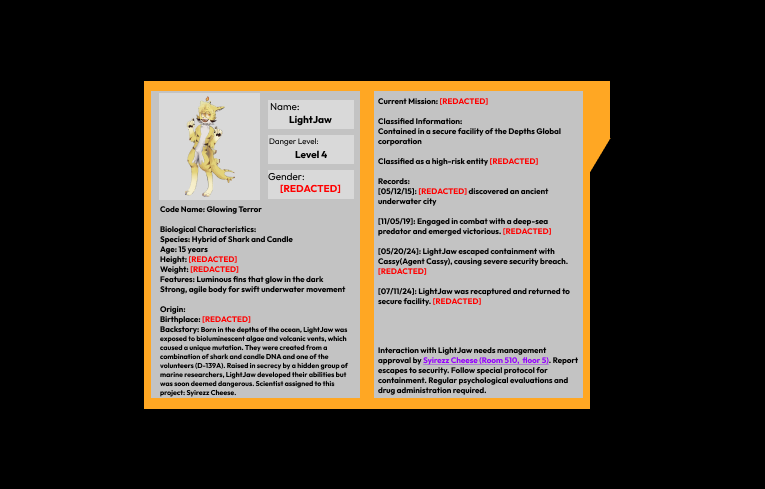 Name:
LightJaw
Danger Level:
Level 4
Gender:
[REDACTED]
Code Name: Glowing Terror
Biological Characteristics:
Species: Hybrid of Shark and Candle
Age: 15 years
Height: [REDACTED]
Weight: [REDACTED]
Features: Luminous fins that glow in the dark
Strong, agile body for swift underwater movement
Origin:
Birthplace: [REDACTED]
Backstory: Born in the depths of the ocean, LightJaw was
exposed to bioluminescent algae and volcanic vents, which
caused a unique mutation. They were created from a
combination of shark and candle DNA and one of the
volunteers (D-139A). Raised in secrecy by a hidden group of
marine researchers, LightJaw developed their abilities but
was soon deemed dangerous. Scientist assigned to this
project: Syirezz Cheese.
Current Mission: [REDACTED]
Classified Information:
Contained in a secure facility of the Depths Global
corporation
Classified as a high-risk entity [REDACTED]
Records:
[05/12/15]: [REDACTED] discovered an ancient
underwater city
[11/05/19]: Engaged in combat with a deep-sea
predator and emerged victorious. [REDACTED]
[05/20/24]: LightJaw escaped containment with
Cassy(Agent Cassy), causing severe security breach.
[REDACTED]
[07/11/24]: LightJaw was recaptured and returned to
secure facility. [REDACTED]
Interaction with LightJaw needs management
approval by Syirezz Cheese (Room 510, floor 5). Report
escapes to security. Follow special protocol for
containment. Regular psychological evaluations and
drug administration required.